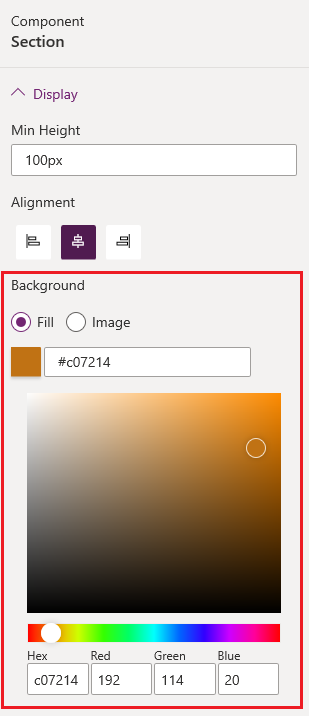 Component
Section
Display
Min Height
100px
Alignment
Background
Fill Image
#c07214
Hex Red Green Blue
c07214 192 114 20